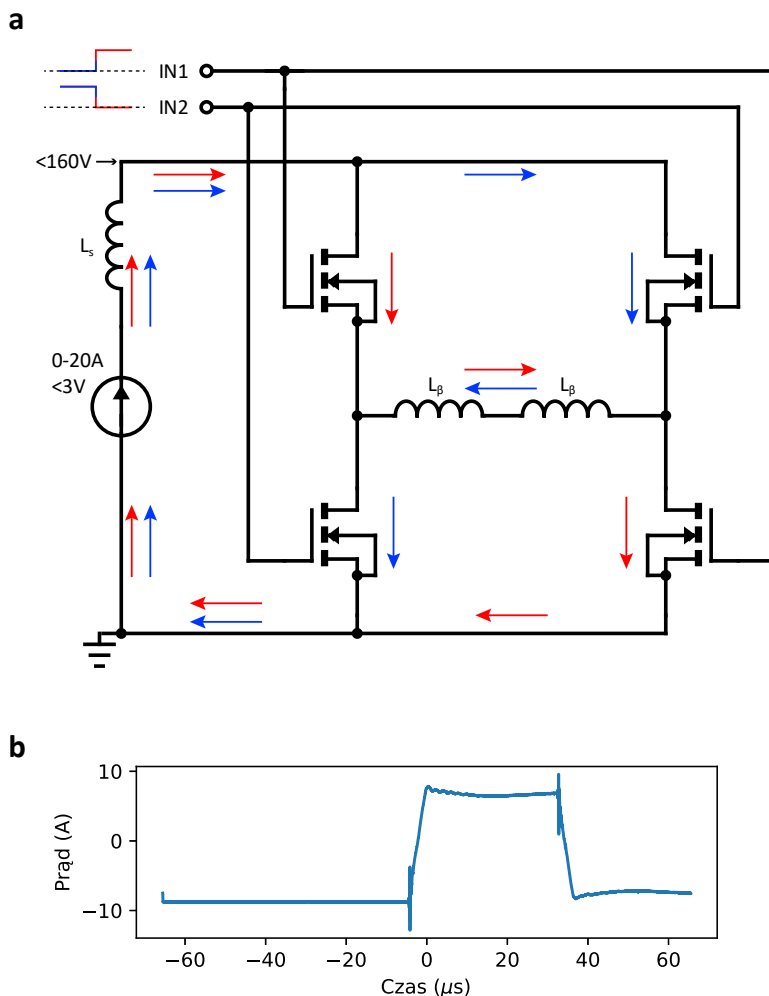 a
IN1
IN2
<160V→
Lₛ
0-20A
<3V
Lᵦ
Lᵦ
b
10
0
−10
Prąd (A)
−60
−40
−20
0
20
40
60
Czas (μs)